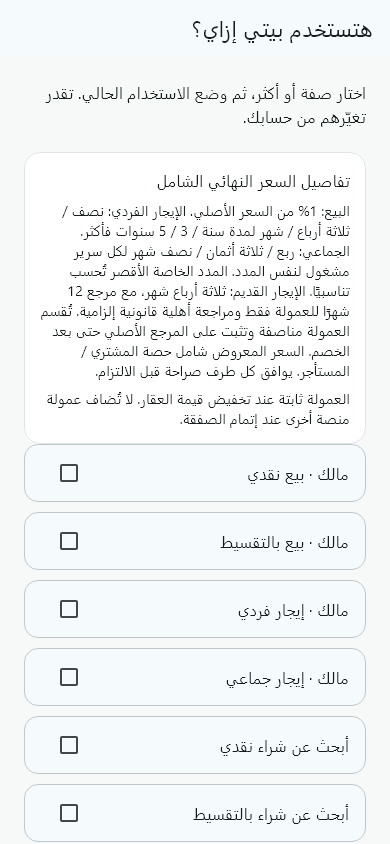 هتستخدم بيتي إزاي؟
اختار صفة أو أكثر، ثم وضع الاستخدام الحالي. تقدر
تغيّرهم من حسابك.
تفاصيل السعر النهائي الشامل
البيع: 1% من السعر الأصلي. الإيجار الفردي: نصف /
ثلاثة أرباع / شهر لمدة سنة / 3 / 5 سنوات فأكثر.
الجماعي: ربع / ثلاثة أثمان / نصف شهر لكل سرير
مشغول لنفس المدد. المدد الخاصة الأقصر تُحسب
تناسبيًا. الإيجار القديم: ثلاثة أرباع شهر، مع مرجع 12
شهرًا للعمولة فقط ومراجعة أهلية قانونية إلزامية. تُقسم
العمولة مناصفة وتثبت على المرجع الأصلي حتى بعد
الخصم. السعر المعروض شامل حصة المشتري /
المستأجر. يوافق كل طرف صراحة قبل الالتزام.
العمولة ثابتة عند تخفيض قيمة العقار. لا تُضاف عمولة
منصة أخرى عند إتمام الصفقة.
مالك · بيع نقدي
مالك · بيع بالتقسيط
مالك · إيجار فردي
مالك · إيجار جماعي
أبحث عن شراء نقدي
أبحث عن شراء بالتقسيط